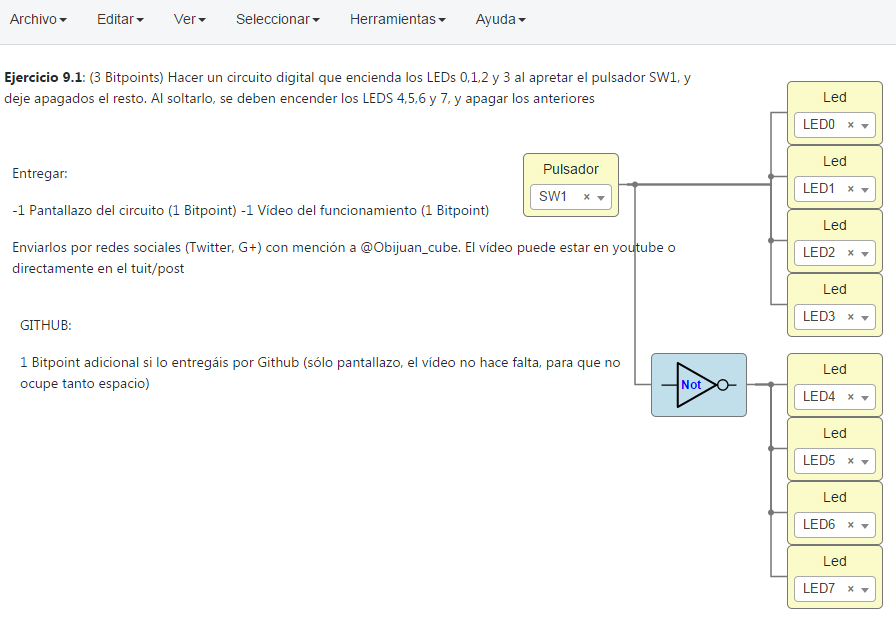 Archivo Editar Ver Seleccionar Herramientas Ayuda
Ejercicio 9.1: (3 Bitpoints) Hacer un circuito digital que encienda los LEDs 0,1,2 y 3 al apretar el pulsador SW1, y
deje apagados el resto. Al soltarlo, se deben encender los LEDS 4,5,6 y 7, y apagar los anteriores
Entregar:
-1 Pantallazo del circuito (1 Bitpoint) -1 Vídeo del funcionamiento (1 Bitpoint)
Enviarlos por redes sociales (Twitter, G+) con mención a @Obijuan_cube. El vídeo puede estar en youtube o
directamente en el tuit/post
GITHUB:
1 Bitpoint adicional si lo entregáis por Github (sólo pantallazo, el vídeo no hace falta, para que no
ocupe tanto espacio)
Pulsador
SW1 ×
Not
Led
LED0 ×
Led
LED1 ×
Led
LED2 ×
Led
LED3 ×
Led
LED4 ×
Led
LED5 ×
Led
LED6 ×
Led
LED7 ×